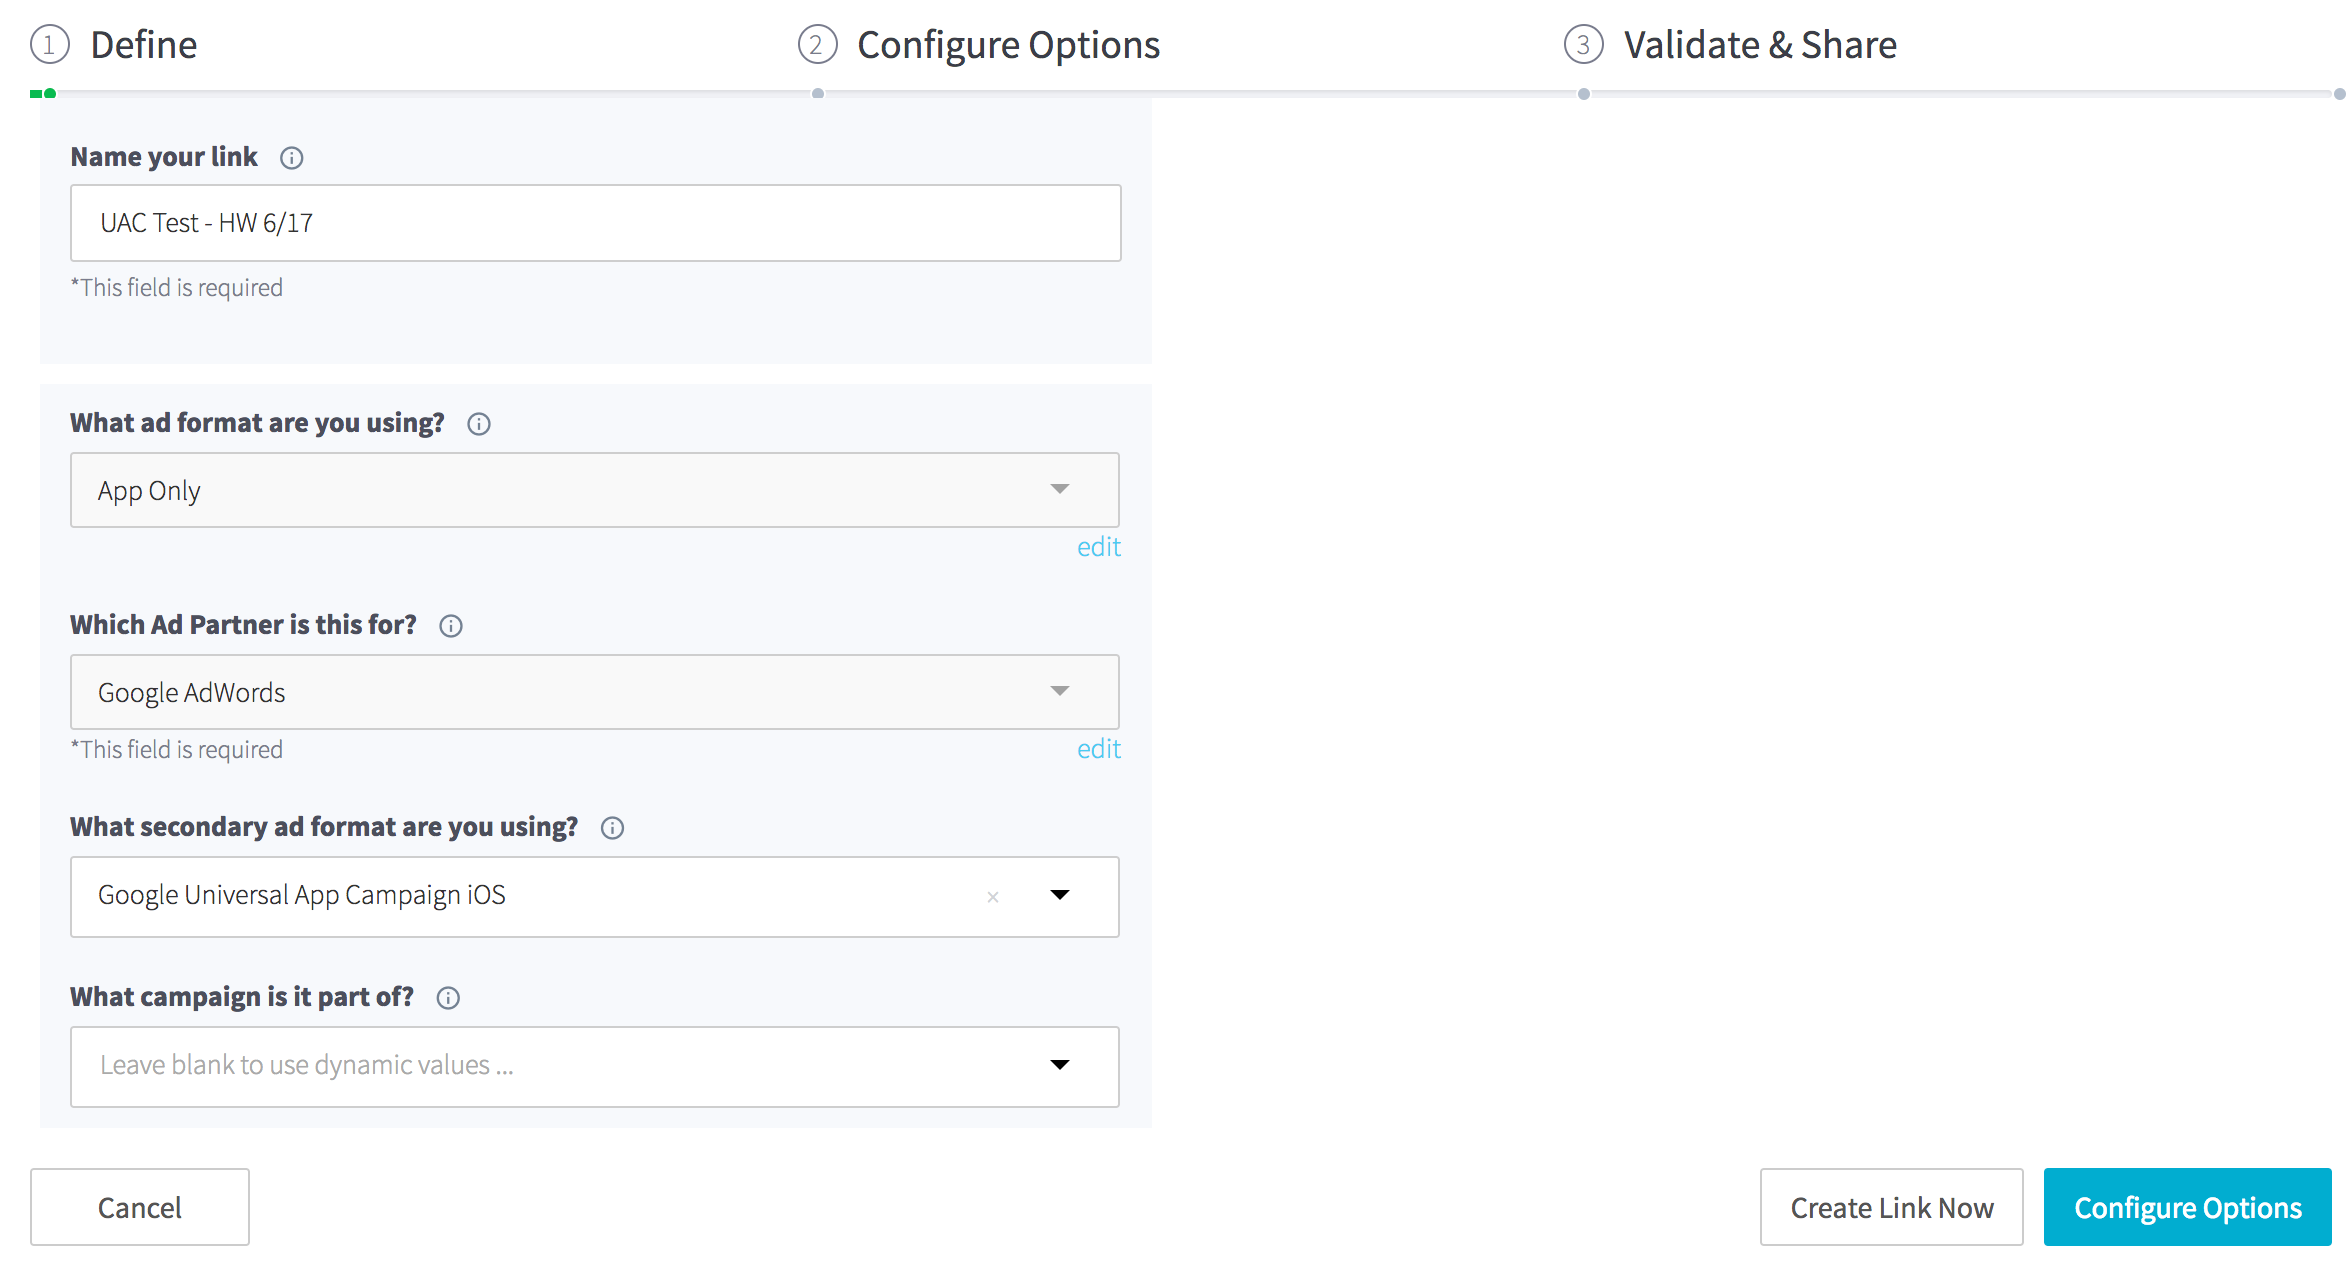 1 Define
2 Configure Options
3 Validate & Share
Name your link
UAC Test - HW 6/17
*This field is required
What ad format are you using?
App Only
edit
Which Ad Partner is this for?
Google AdWords
*This field is required
edit
What secondary ad format are you using?
Google Universal App Campaign iOS
What campaign is it part of?
Leave blank to use dynamic values ...
Cancel
Create Link Now
Configure Options